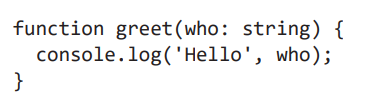 function greet(who: string) {
  console.log('Hello', who);
}